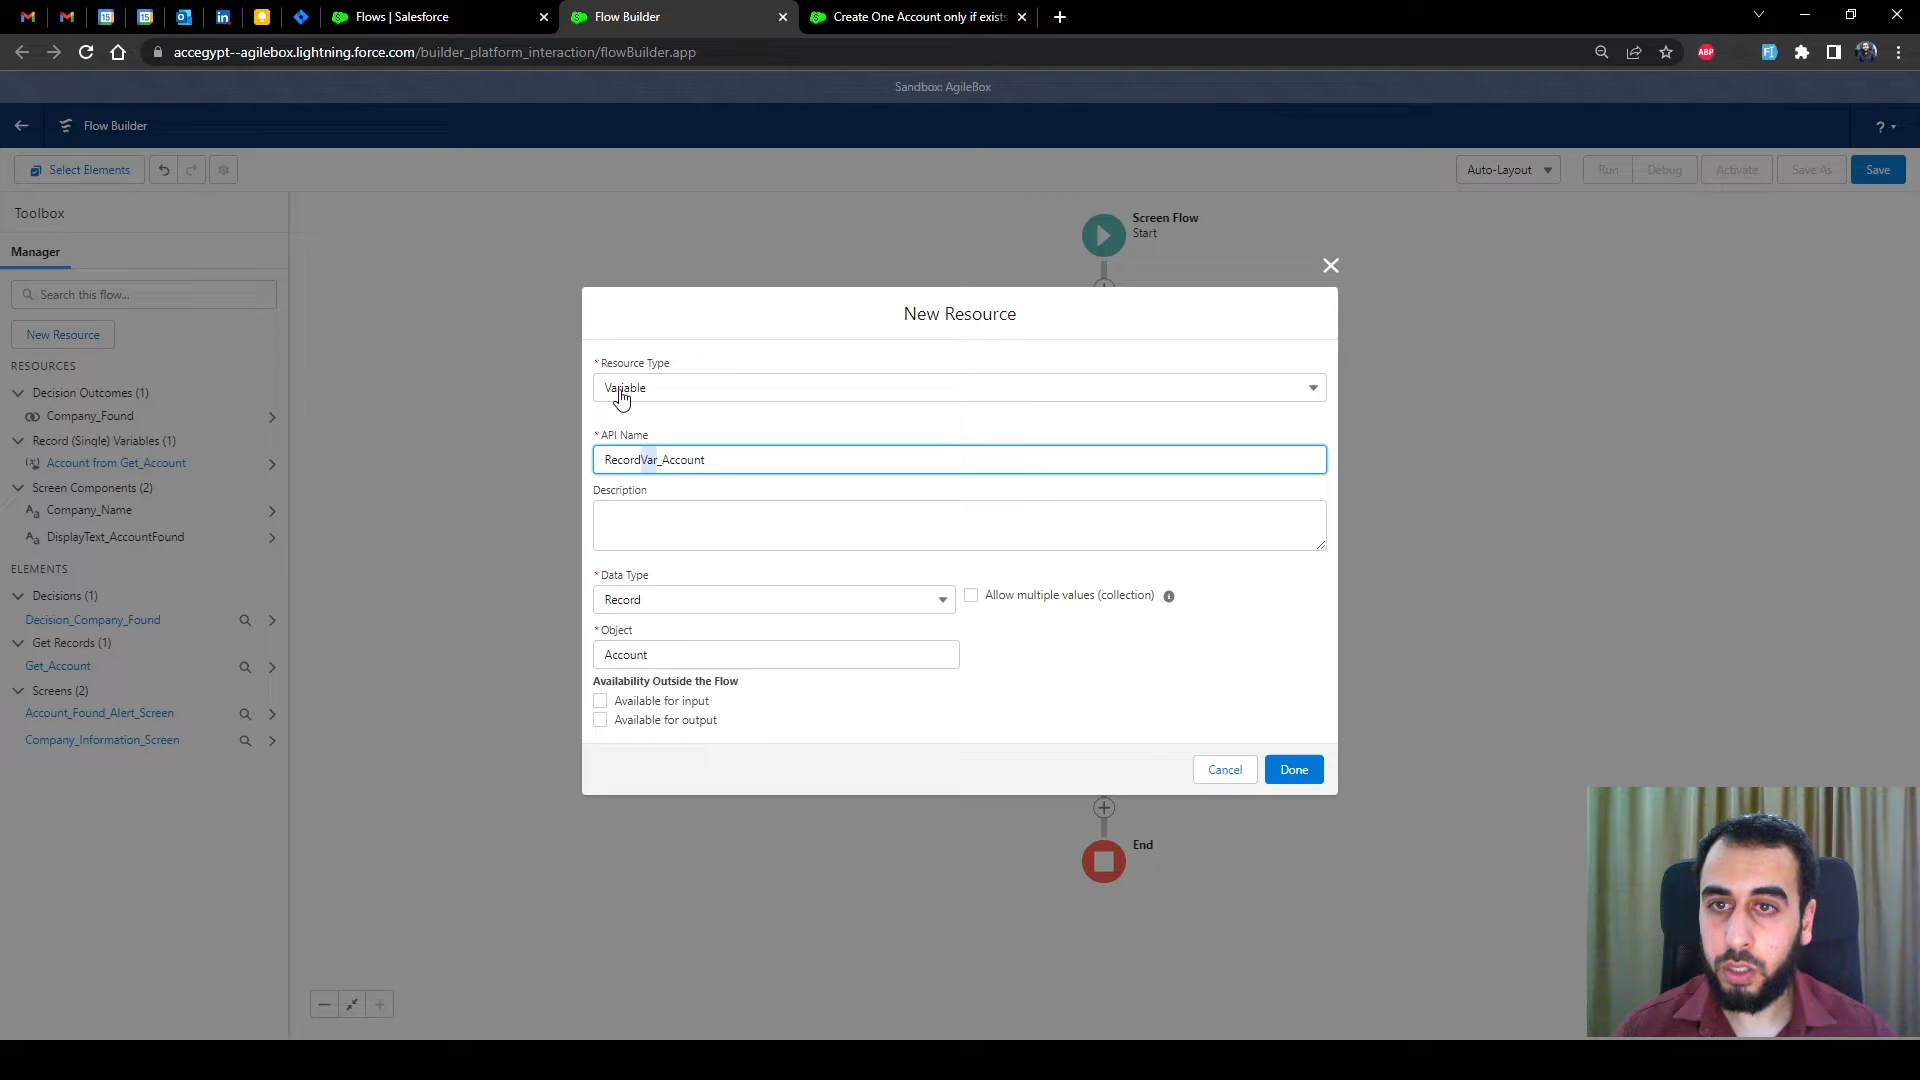 Flows | Salesforce
Flow Builder
Create One Account only if exists
accegypt--agilebox.lightning.force.com/builder_platform_interaction/flowBuilder.app
ABP
Sandbox: AgileBox
Flow Builder
?
Select Elements
Auto-Layout
Run
Debug
Activate
Save As
Save
Toolbox
Manager
Search this flow...
New Resource
RESOURCES
Decision Outcomes (1)
Company_Found
Record (Single) Variables (1)
Account from Get_Account
Screen Components (2)
Company_Name
DisplayText_AccountFound
ELEMENTS
Decisions (1)
Decision_Company_Found
Get Records (1)
Get_Account
Screens (2)
Account_Found_Alert_Screen
Company_Information_Screen
Screen Flow
Start
New Resource
* Resource Type
Variable
* API Name
RecordVar_Account
Description
* Data Type
Record
Allow multiple values (collection)
* Object
Account
Availability Outside the Flow
Available for input
Available for output
Cancel
Done
End